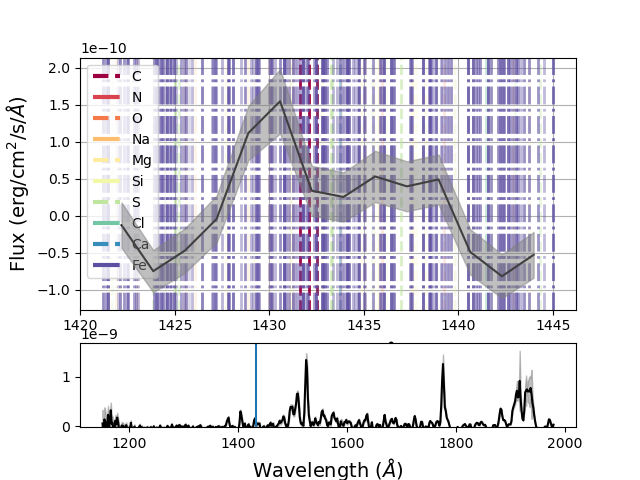 1e−10
2.0
1.5
1.0
0.5
0.0
−0.5
−1.0
Flux (erg/cm²/s/Å)
C
N
O
Na
Mg
Si
S
Cl
Ca
Fe
1420 1425 1430 1435 1440 1445
1e−9
1
0
1200 1400 1600 1800 2000
Wavelength (Å)